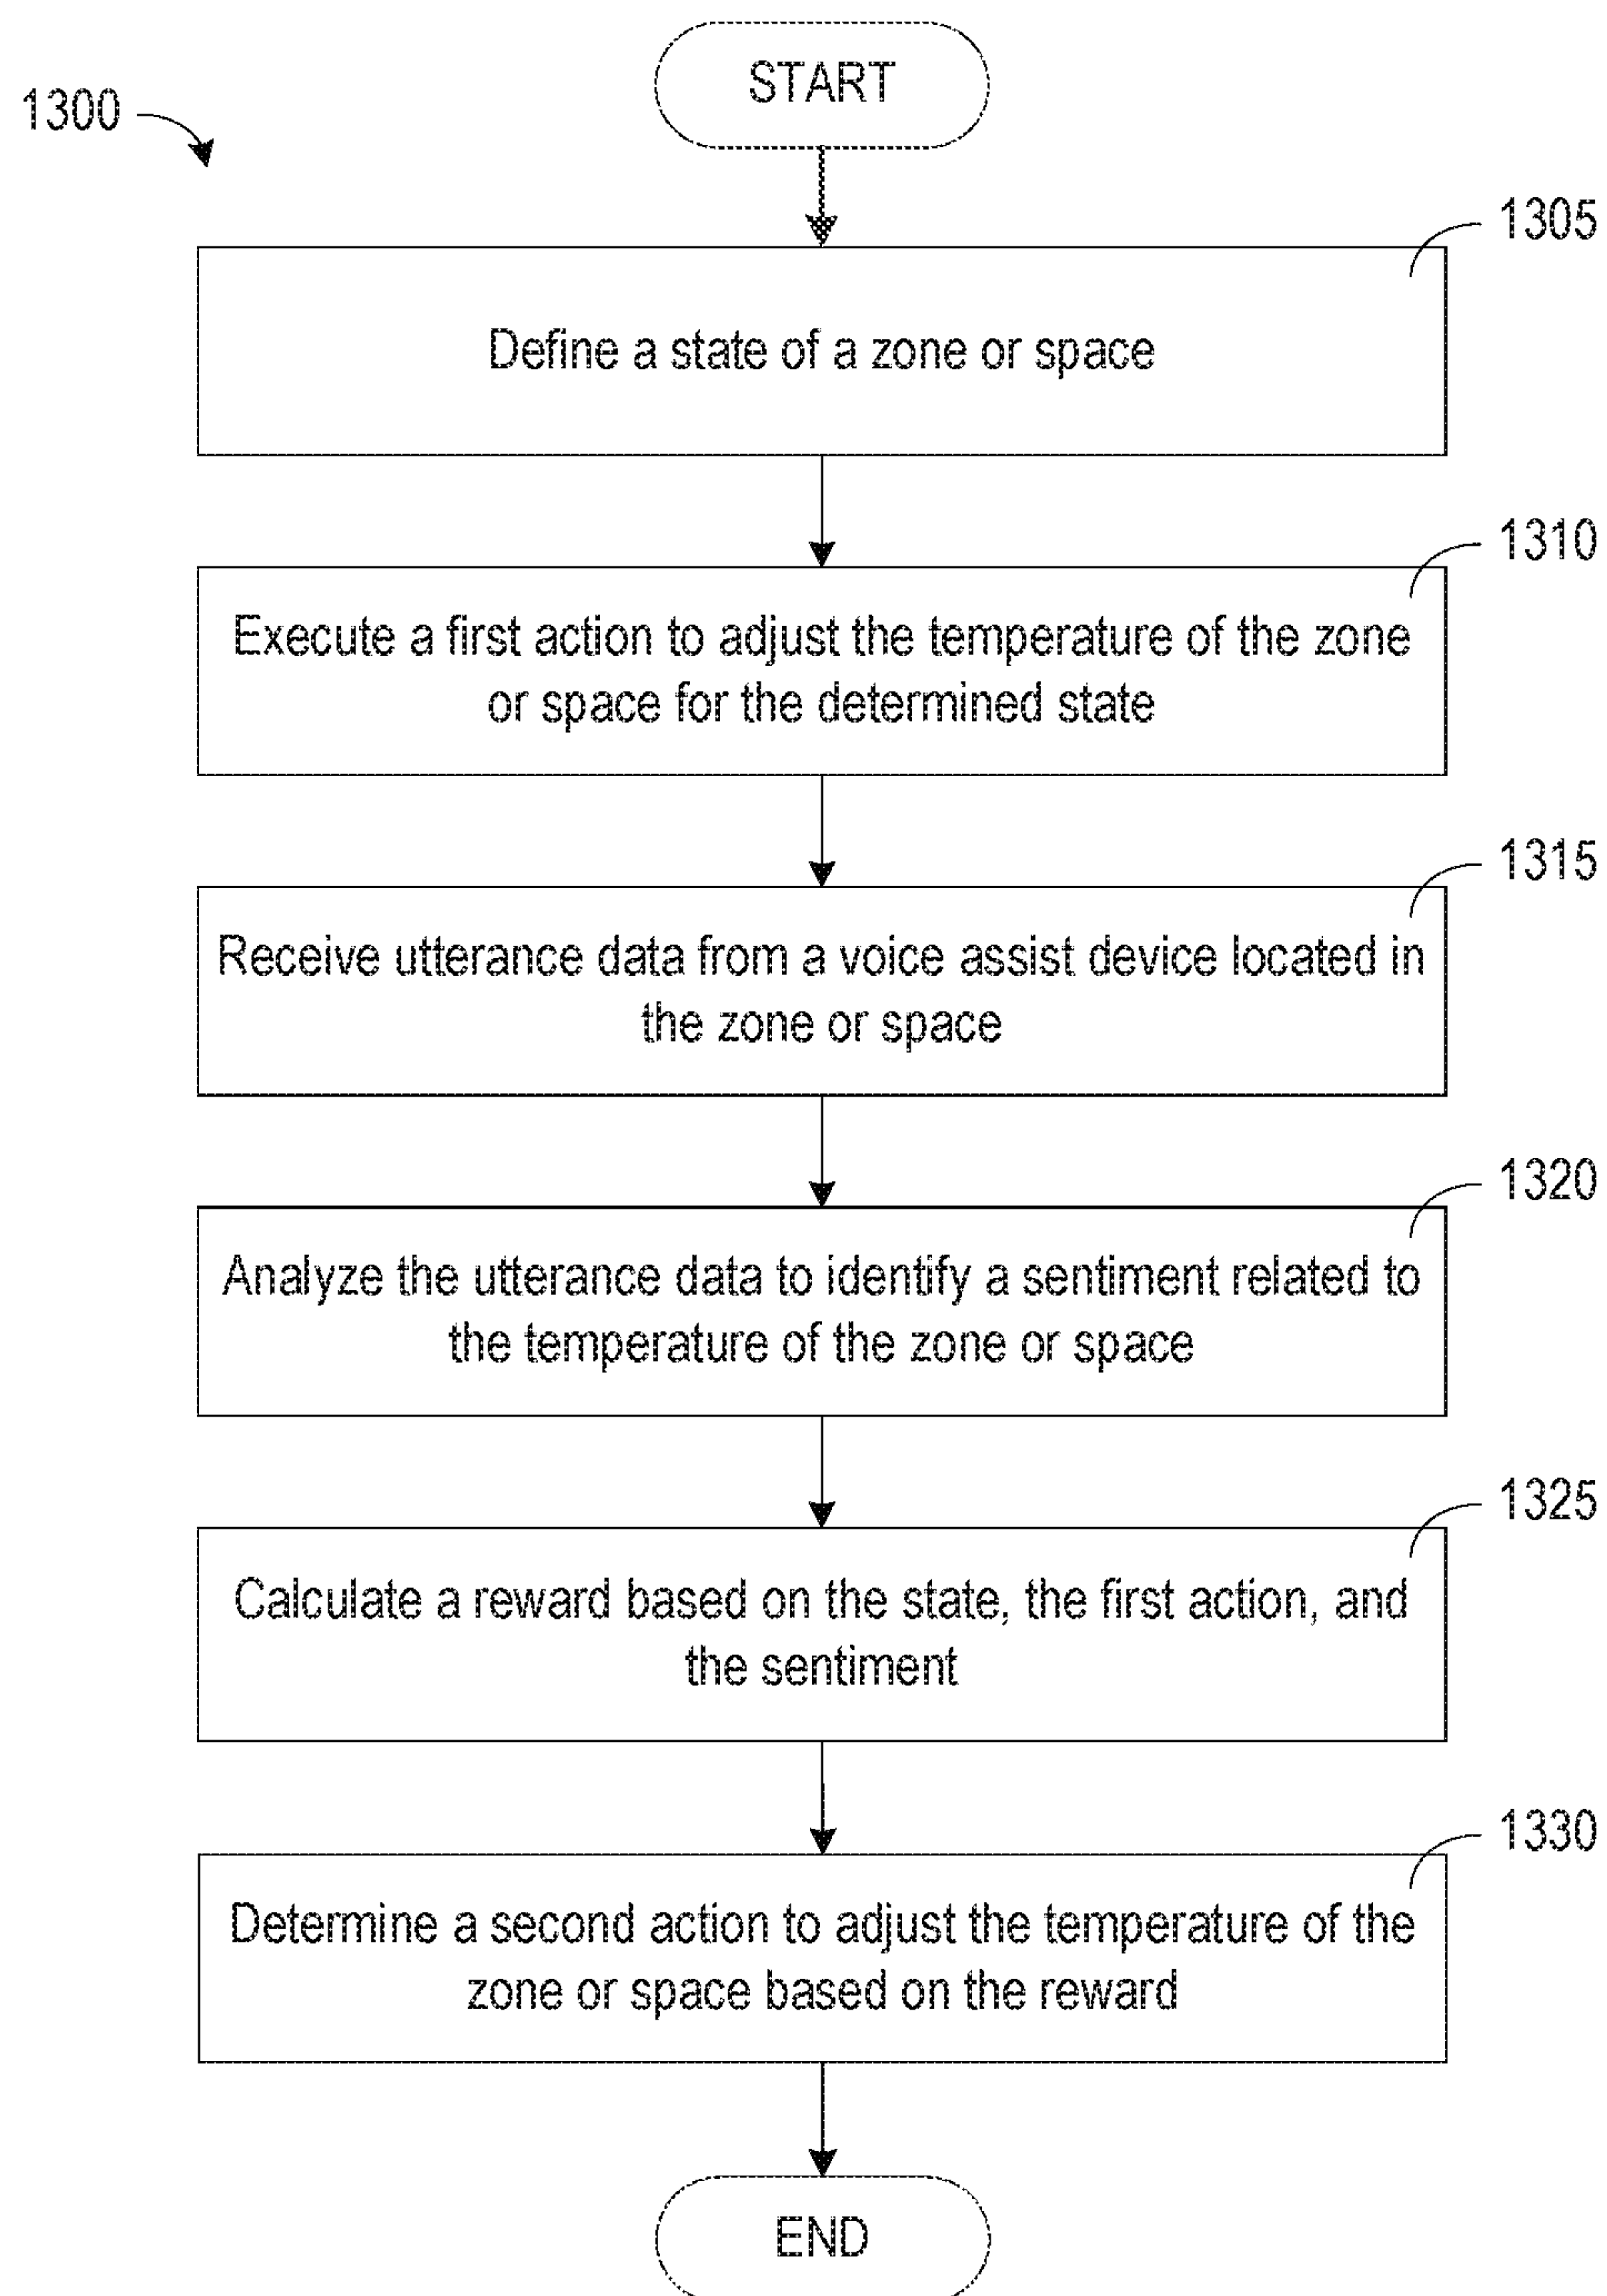 START
1300
1305
Define a state of a zone or space
1310
Execute a first action to adjust the temperature of the zone
or space for the determined state
1315
Receive utterance data from a voice assist device located in
the zone or space
1320
Analyze the utterance data to identify a sentiment related to
the temperature of the zone or space
1325
Calculate a reward based on the state, the first action, and
the sentiment
1330
Determine a second action to adjust the temperature of the
zone or space based on the reward
END